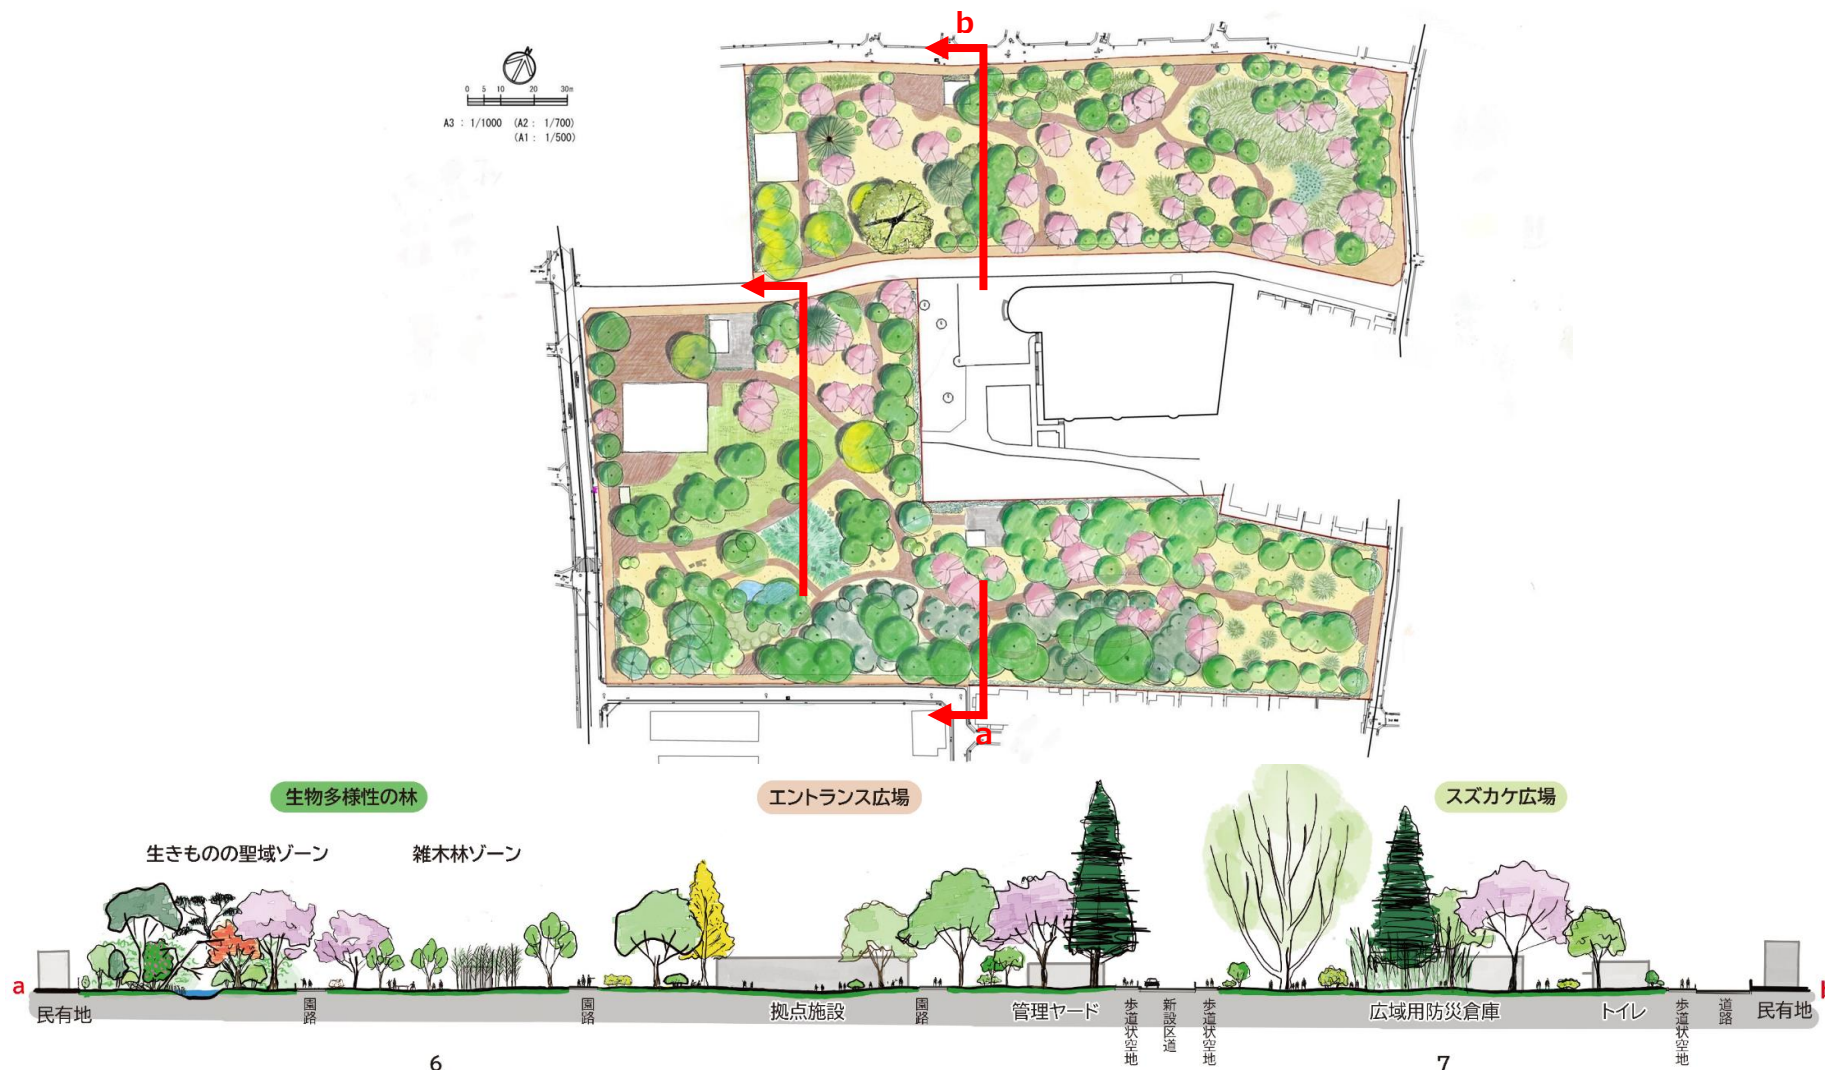 b
N
0 5 10 20 30m
A3 : 1/1000 (A2 : 1/700)
(A1 : 1/500)
a
生物多様性の林
エントランス広場
スズカケ広場
生きものの聖域ゾーン
雑木林ゾーン
a
民有地
園路
園路
拠点施設
園路
管理ヤード
歩道状空地
新設区道
歩道状空地
広域用防災倉庫
トイレ
歩道状空地
道路
民有地
6
7